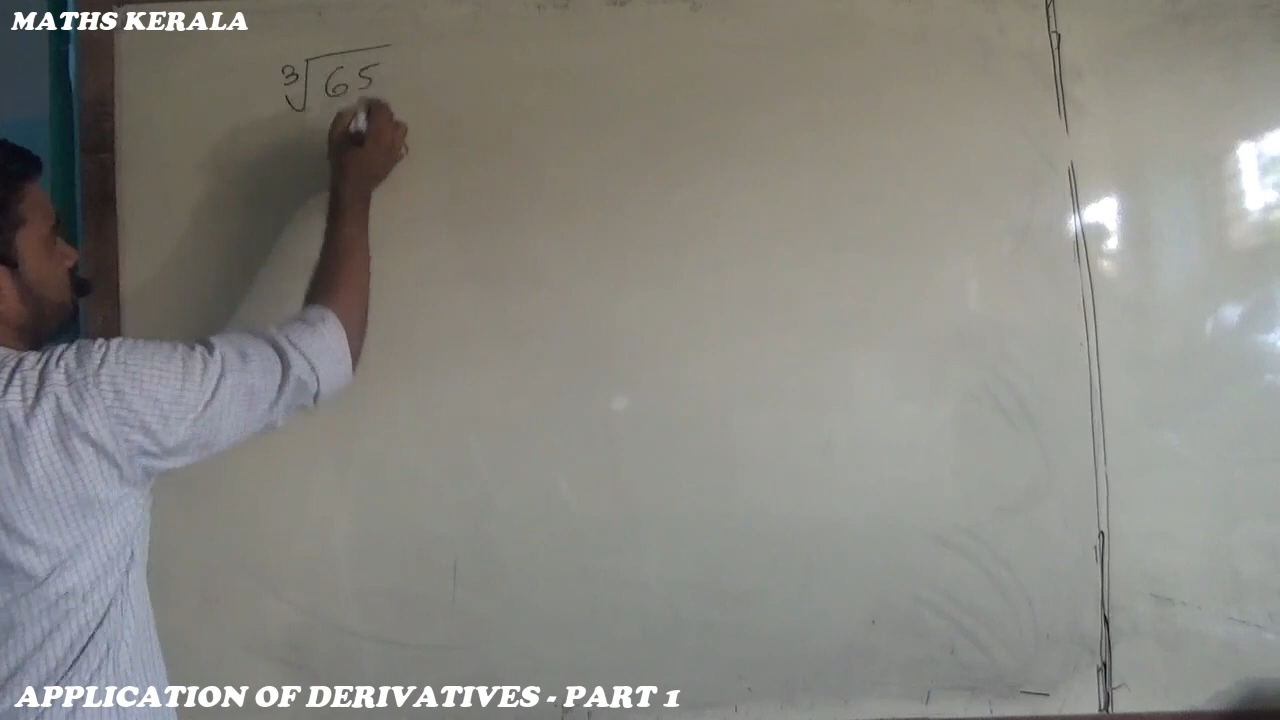 MATHS KERALA
∛65
APPLICATION OF DERIVATIVES - PART 1